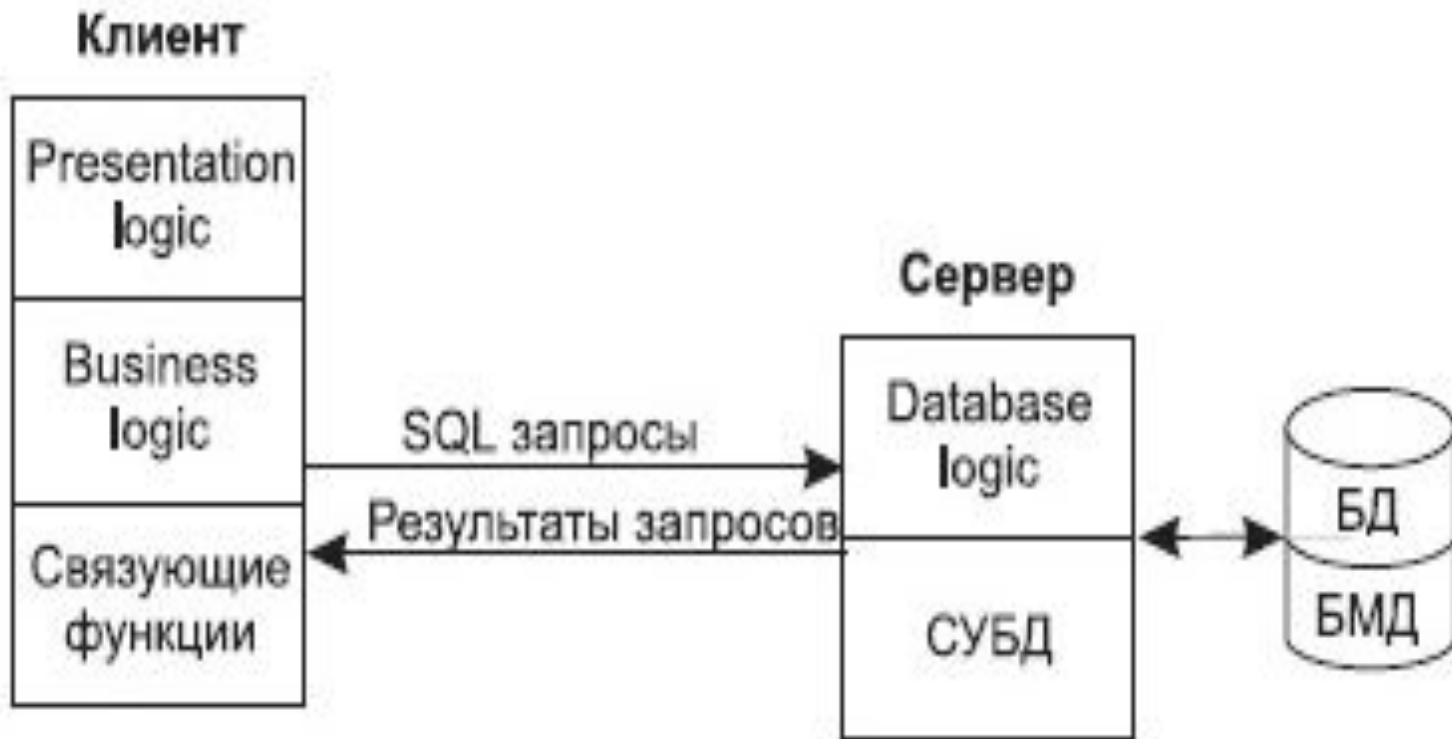 Клиент
Presentation
logic
Business
logic
Связующие
функции
SQL запросы
Результаты запросов
Сервер
Database
logic
СУБД
БД
БМД